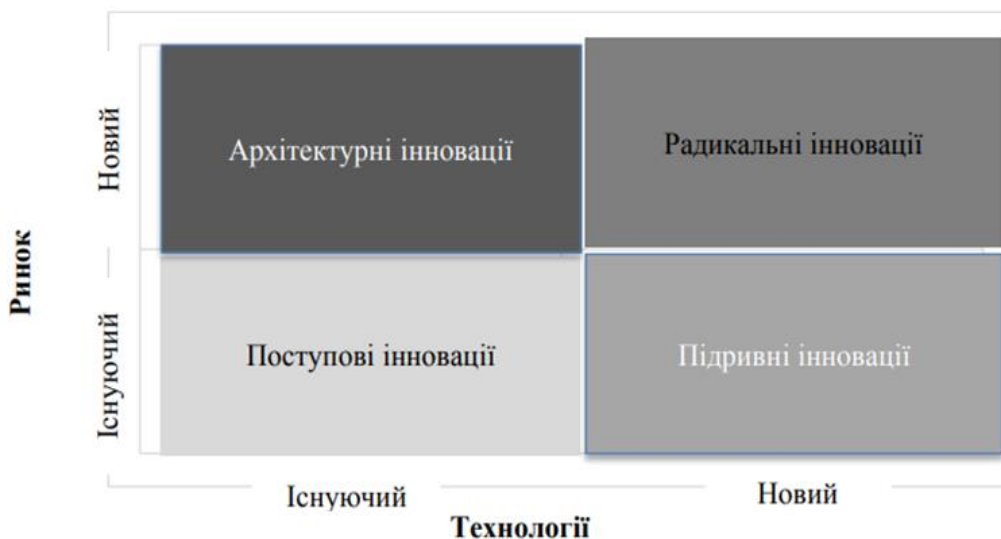 Новий
Архітектурні інновації
Радикальні інновації
Ринок
Існуючий
Поступові інновації
Підривні інновації
Існуючий
Новий
Технології